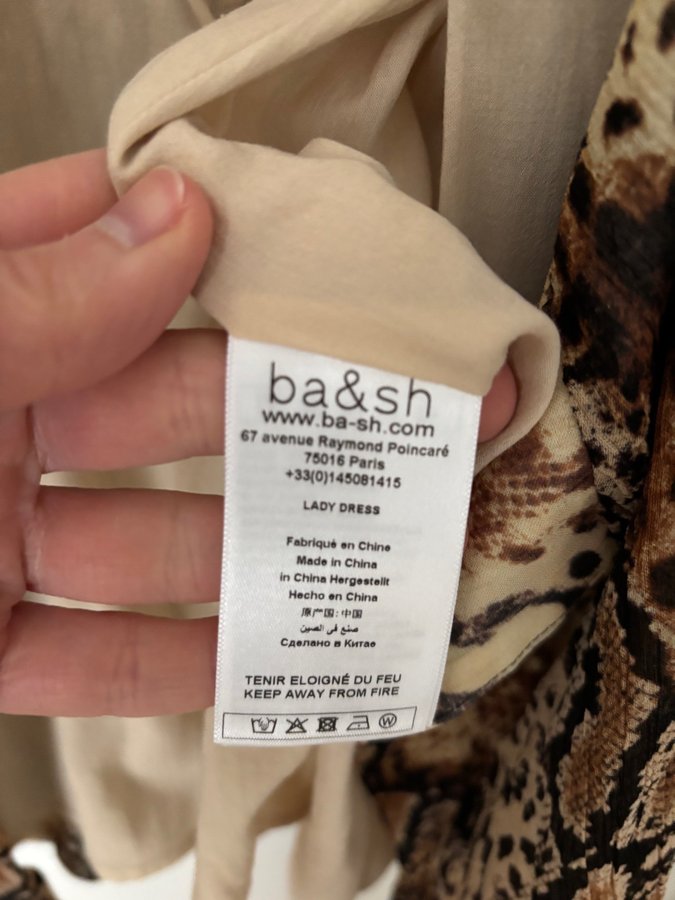 ba&sh
www.ba-sh.com
67 avenue Raymond Poincaré
75016 Paris
+33(0)145081415
LADY DRESS
Fabriqué en Chine
Made in China
in China Hergestellt
Hecho en China
原产国: 中国
صنع في الصين
Сделано в Китае
TENIR ELOIGNÉ DU FEU
KEEP AWAY FROM FIRE
W